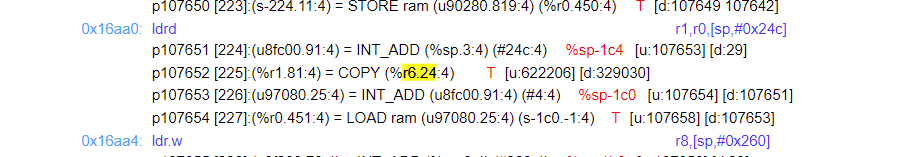 p107650 [223]:(s-224.11:4) = STORE ram (u90280.819:4) (%r0.450:4) T [d:107649 107642]
0x16aa0: ldrd r1,r0,[sp,#0x24c]
p107651 [224]:(u8fc00.91:4) = INT_ADD (%sp.3:4) (#24c:4) %sp-1c4 [u:107653] [d:29]
p107652 [225]:(%r1.81:4) = COPY (%r6.24:4) T [u:622206] [d:329030]
p107653 [226]:(u97080.25:4) = INT_ADD (u8fc00.91:4) (#4:4) %sp-1c0 [u:107654] [d:107651]
p107654 [227]:(%r0.451:4) = LOAD ram (u97080.25:4) (s-1c0.-1:4) T [u:107658] [d:107653]
0x16aa4: ldr.w r8,[sp,#0x260]